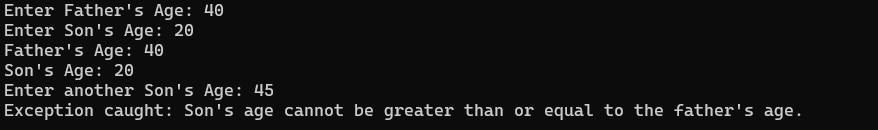 Enter Father's Age: 40
Enter Son's Age: 20
Father's Age: 40
Son's Age: 20
Enter another Son's Age: 45
Exception caught: Son's age cannot be greater than or equal to the father's age.